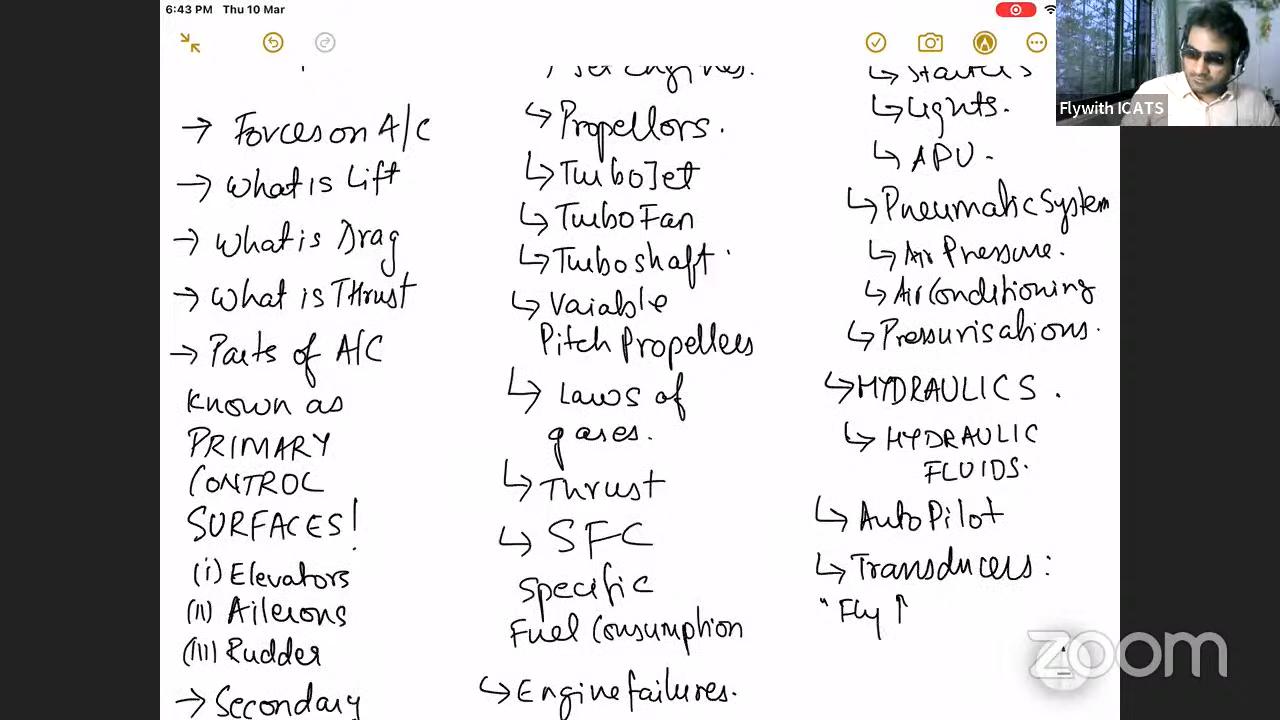 6:43 PM Thu 10 Mar
Flywith ICATS
→ Forces on A/C
→ What is Lift
→ What is Drag
→ What is Thrust
→ Parts of A/C
known as
PRIMARY
CONTROL
SURFACES!
(i) Elevators
(ii) Ailerons
(iii) Rudder
→ Secondary
Jet engines.
↳ Propellors.
↳ TurboJet
↳ TurboFan
↳ Turboshaft
↳ Vaiable
Pitch Propellers
↳ Laws of
gases.
↳ Thrust
↳ SFC
Specific
Fuel Consumption
↳ Engine failures.
↳ Starters
↳ Lights.
↳ APU.
↳ Pneumatic System
↳ Air Pressure.
↳ Air Conditioning
↳ Pressurisations.
↳ HYDRAULICS.
↳ HYDRAULIC
FLUIDS.
↳ AutoPilot
↳ Transducers:
"Fly ↑
zoom